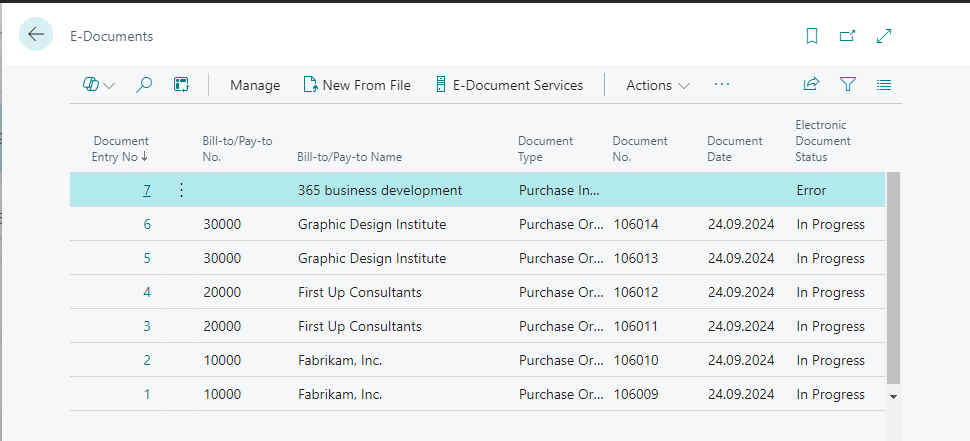 E-Documents
Manage New From File E-Document Services Actions
Document Entry No ↓ Bill-to/Pay-to No. Bill-to/Pay-to Name Document Type Document No. Document Date Electronic Document Status
7 365 business development Purchase In... Error
6 30000 Graphic Design Institute Purchase Or... 106014 24.09.2024 In Progress
5 30000 Graphic Design Institute Purchase Or... 106013 24.09.2024 In Progress
4 20000 First Up Consultants Purchase Or... 106012 24.09.2024 In Progress
3 20000 First Up Consultants Purchase Or... 106011 24.09.2024 In Progress
2 10000 Fabrikam, Inc. Purchase Or... 106010 24.09.2024 In Progress
1 10000 Fabrikam, Inc. Purchase Or... 106009 24.09.2024 In Progress